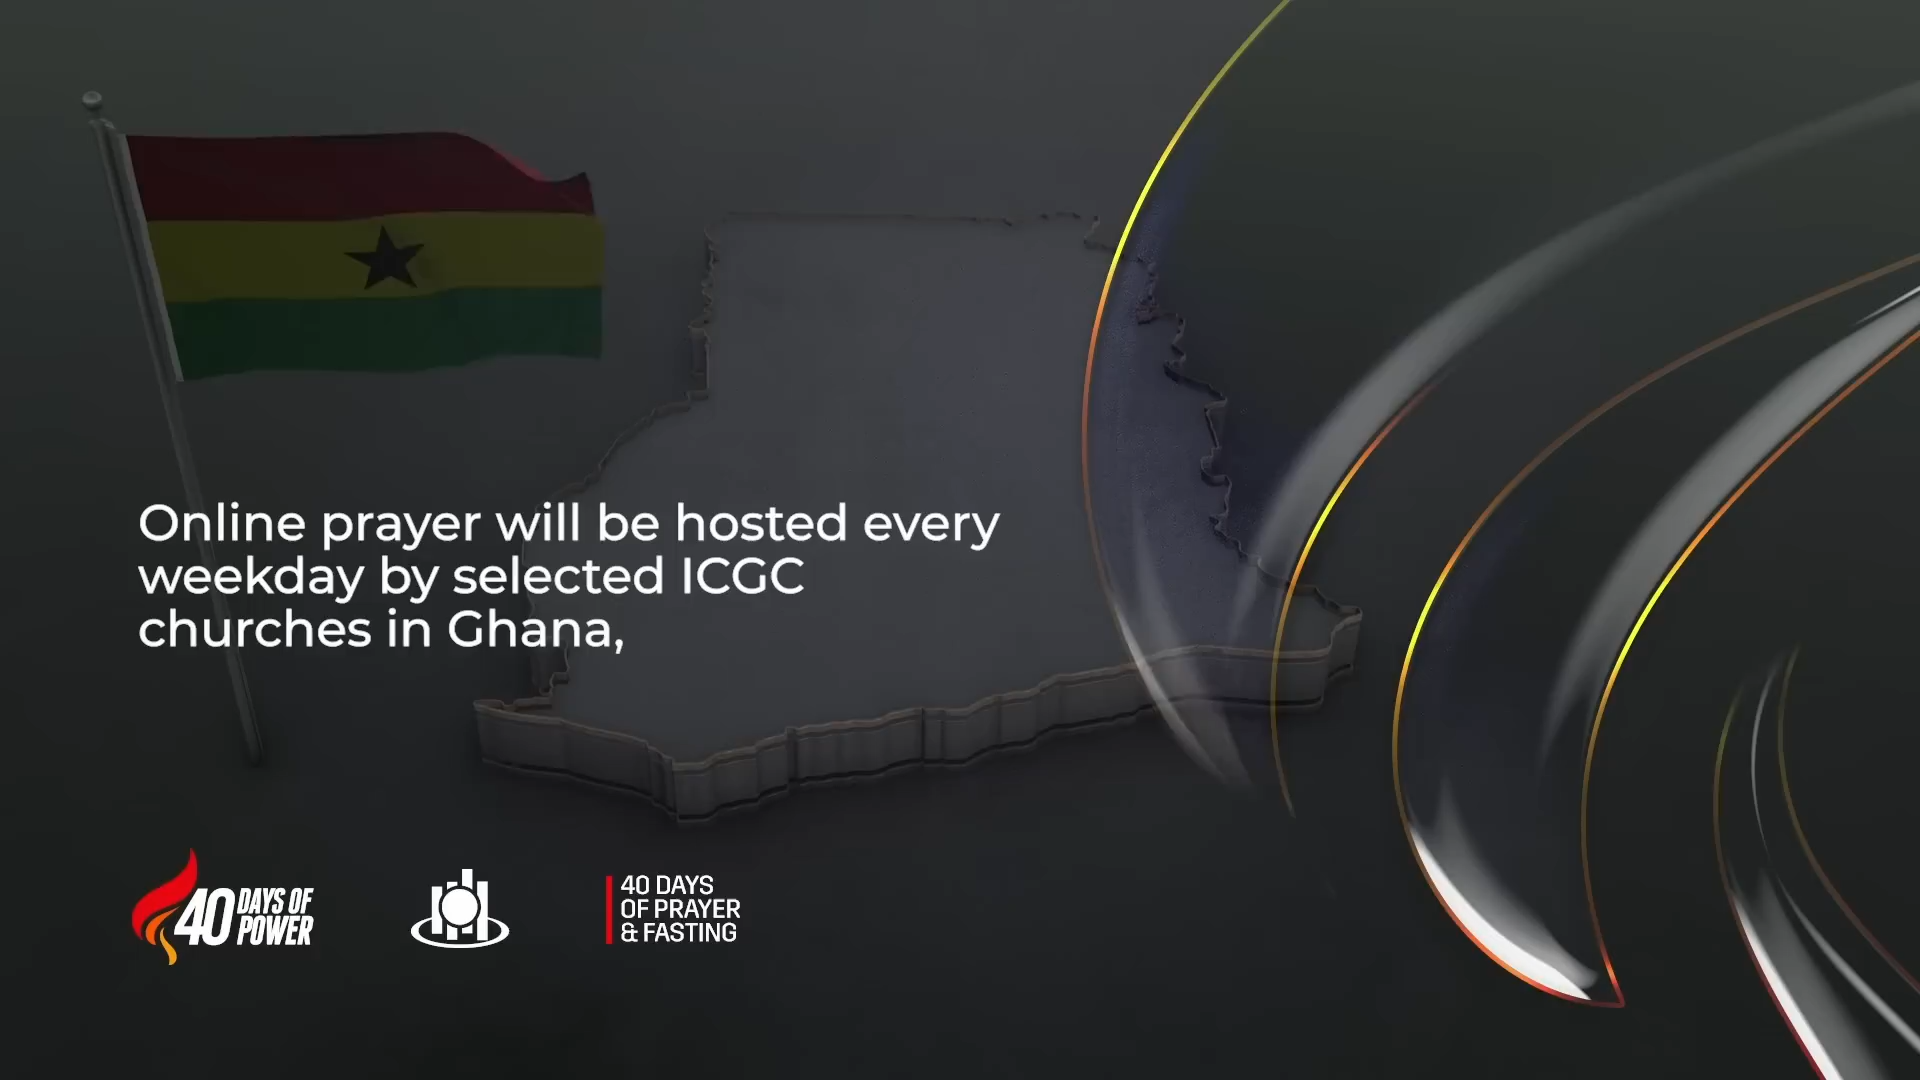 Online prayer will be hosted every
weekday by selected ICGC
churches in Ghana,
40 DAYS OF
POWER
40 DAYS
OF PRAYER
& FASTING